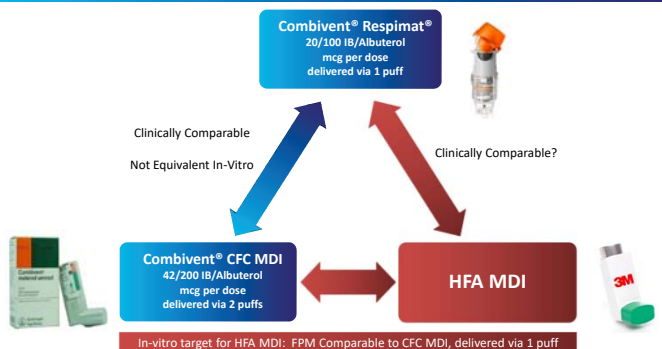 Combivent® Respimat®
20/100 IB/Albuterol
mcg per dose
delivered via 1 puff
Clinically Comparable
Not Equivalent In-Vitro
Clinically Comparable?
Combivent® CFC MDI
42/200 IB/Albuterol
mcg per dose
delivered via 2 puffs
HFA MDI
Combivent
3M
In-vitro target for HFA MDI: FPM Comparable to CFC MDI, delivered via 1 puff